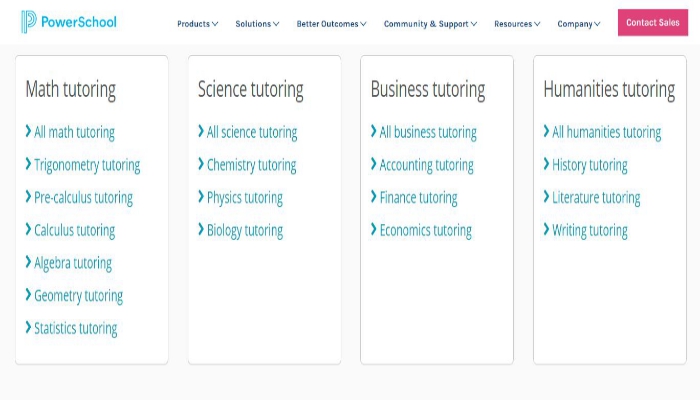 PowerSchool
Products Solutions Better Outcomes Community & Support Resources Company Contact Sales
Math tutoring
All math tutoring
Trigonometry tutoring
Pre-calculus tutoring
Calculus tutoring
Algebra tutoring
Geometry tutoring
Statistics tutoring
Science tutoring
All science tutoring
Chemistry tutoring
Physics tutoring
Biology tutoring
Business tutoring
All business tutoring
Accounting tutoring
Finance tutoring
Economics tutoring
Humanities tutoring
All humanities tutoring
History tutoring
Literature tutoring
Writing tutoring